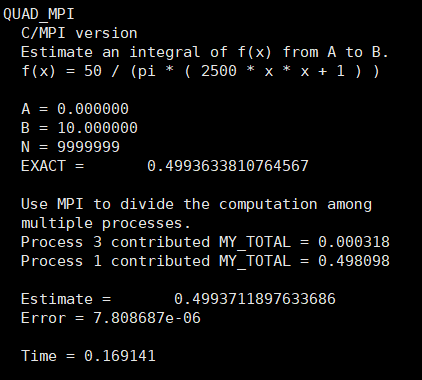 QUAD_MPI
C/MPI version
Estimate an integral of f(x) from A to B.
f(x) = 50 / (pi * ( 2500 * x * x + 1 ) )
A = 0.000000
B = 10.000000
N = 9999999
EXACT =       0.4993633810764567
Use MPI to divide the computation among
multiple processes.
Process 3 contributed MY_TOTAL = 0.000318
Process 1 contributed MY_TOTAL = 0.498098
Estimate =       0.4993711897633686
Error = 7.808687e-06
Time = 0.169141